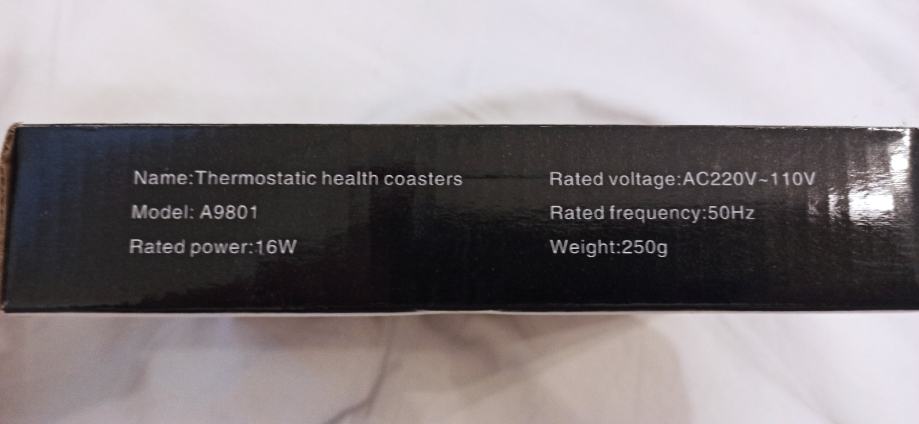 Name:Thermostatic health coasters
Model: A9801
Rated power:16W
Rated voltage:AC220V~110V
Rated frequency:50Hz
Weight:250g